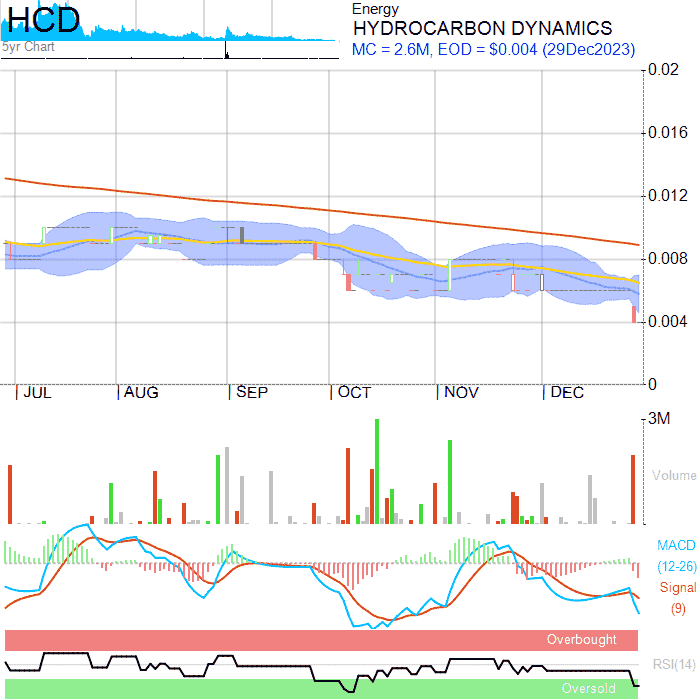 HCD
5yr Chart
Energy
HYDROCARBON DYNAMICS
MC = 2.6M, EOD = $0.004 (29Dec2023)
0.02
0.016
0.012
0.008
0.004
0
JUL AUG SEP OCT NOV DEC
3M
Volume
MACD
(12-26)
Signal
(9)
Overbought
RSI(14)
Oversold